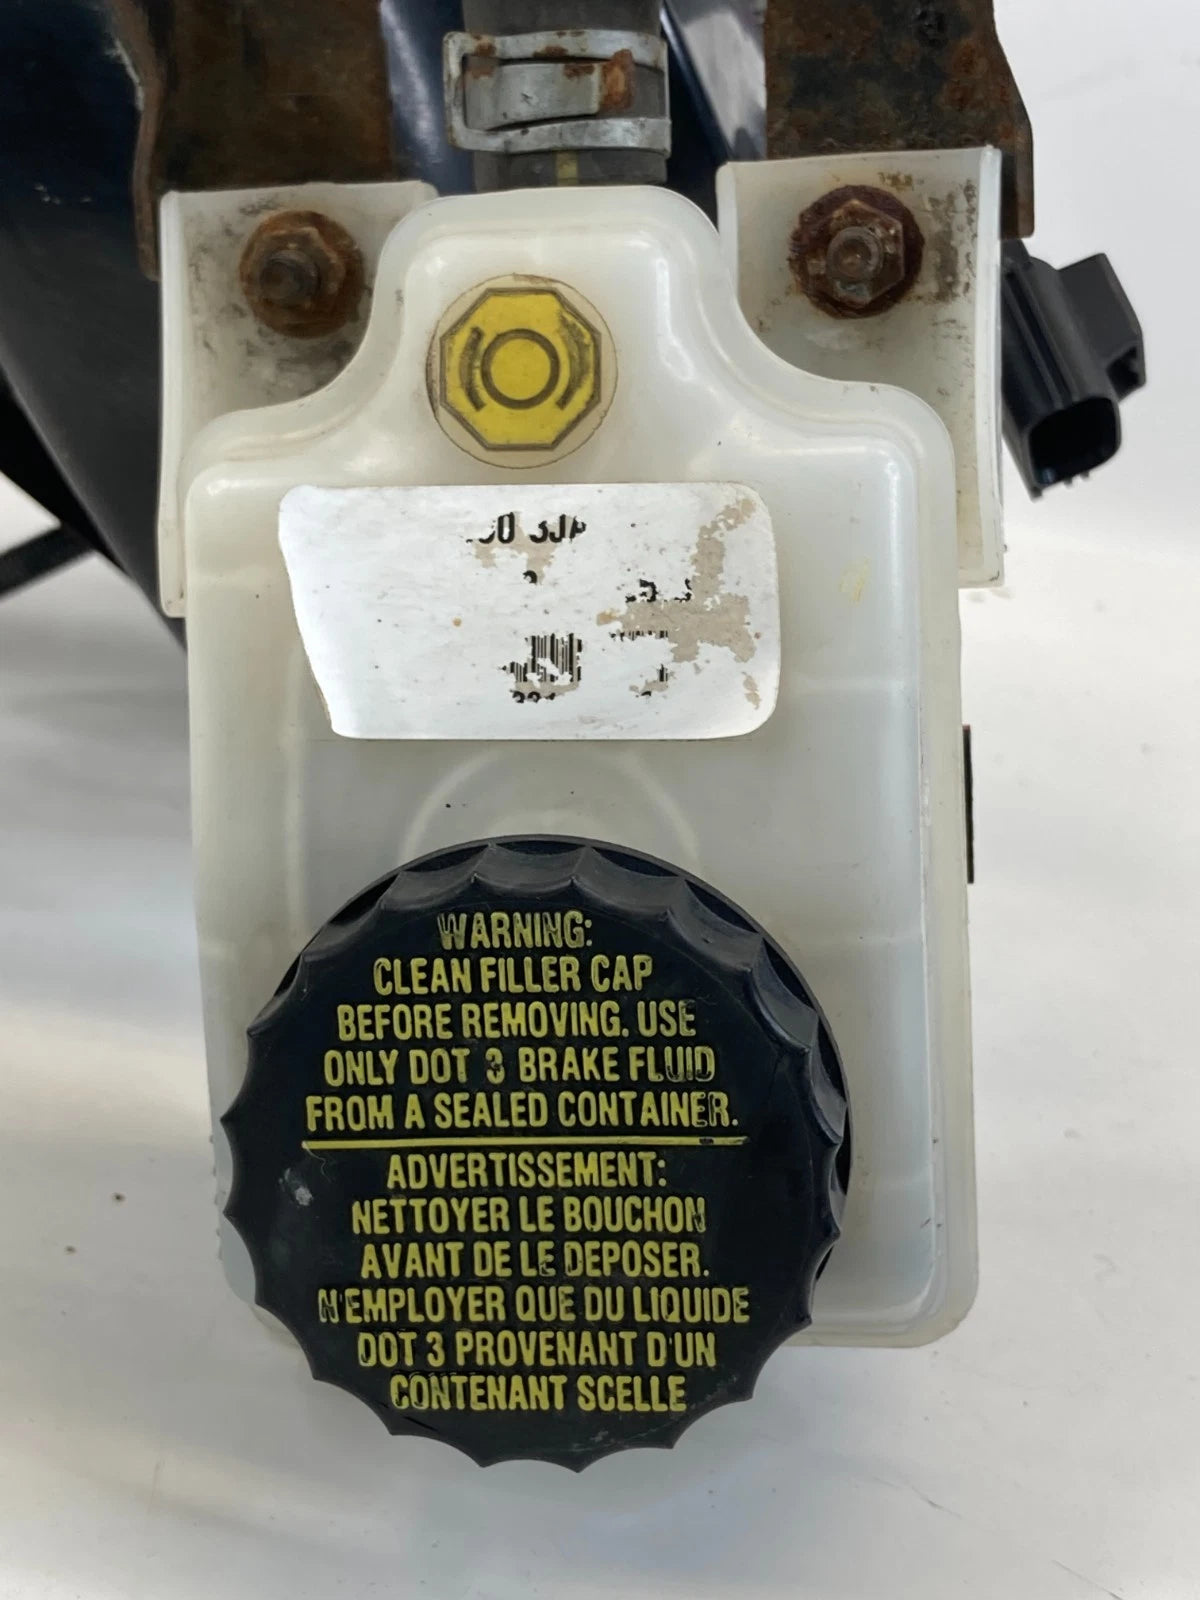 WARNING:
CLEAN FILLER CAP
BEFORE REMOVING. USE
ONLY DOT 3 BRAKE FLUID
FROM A SEALED CONTAINER.
ADVERTISSEMENT:
NETTOYER LE BOUCHON
AVANT DE LE DEPOSER.
N'EMPLOYER QUE DU LIQUIDE
DOT 3 PROVENANT D'UN
CONTENANT SCELLE